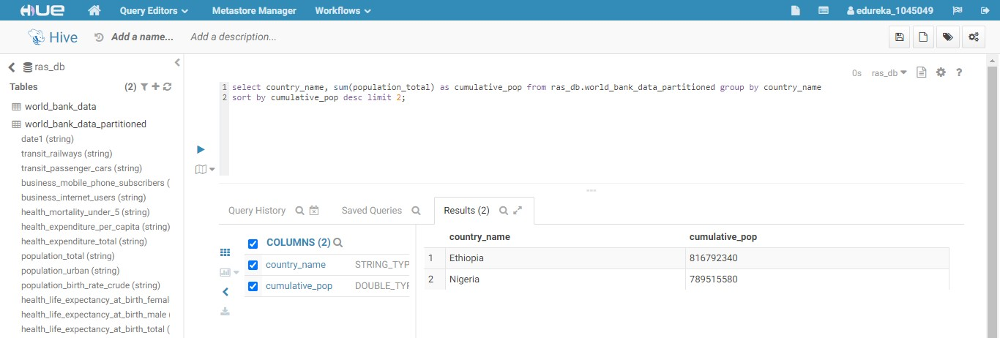 HUE Query Editors Metastore Manager Workflows edureka_1045049
Hive Add a name... Add a description...
ras_db
Tables (2)
world_bank_data
world_bank_data_partitioned
date1 (string)
transit_railways (string)
transit_passenger_cars (string)
business_mobile_phone_subscribers (
business_internet_users (string)
health_mortality_under_5 (string)
health_expenditure_per_capita (string)
health_expenditure_total (string)
population_total (string)
population_urban (string)
population_birth_rate_crude (string)
health_life_expectancy_at_birth_femal
health_life_expectancy_at_birth_male (
health_life_expectancy_at_birth_total (
0s ras_db ?
1 select country_name, sum(population_total) as cumulative_pop from ras_db.world_bank_data_partitioned group by country_name
2 sort by cumulative_pop desc limit 2;
Query History Saved Queries Results (2)
COLUMNS (2)
country_name STRING_TYP
cumulative_pop DOUBLE_TYP
country_name cumulative_pop
1 Ethiopia 816792340
2 Nigeria 789515580